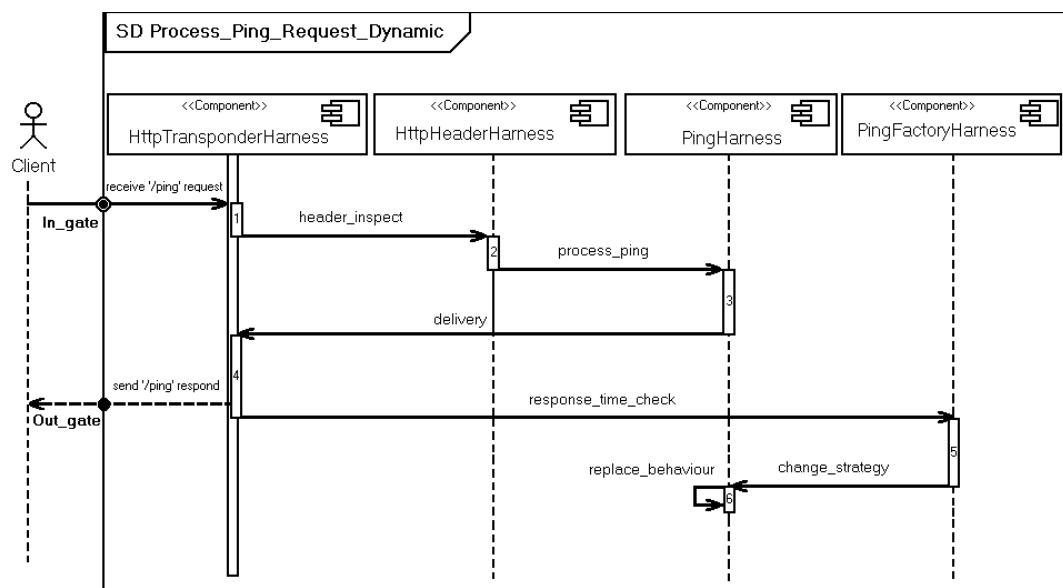 SD Process_Ping_Request_Dynamic
<<Component>>
HttpTransponderHarness
<<Component>>
HttpHeaderHarness
<<Component>>
PingHarness
<<Component>>
PingFactoryHarness
Client
receive '/ping' request
In_gate
1
header_inspect
2
process_ping
3
delivery
4
send '/ping' respond
Out_gate
response_time_check
5
replace_behaviour
change_strategy
6